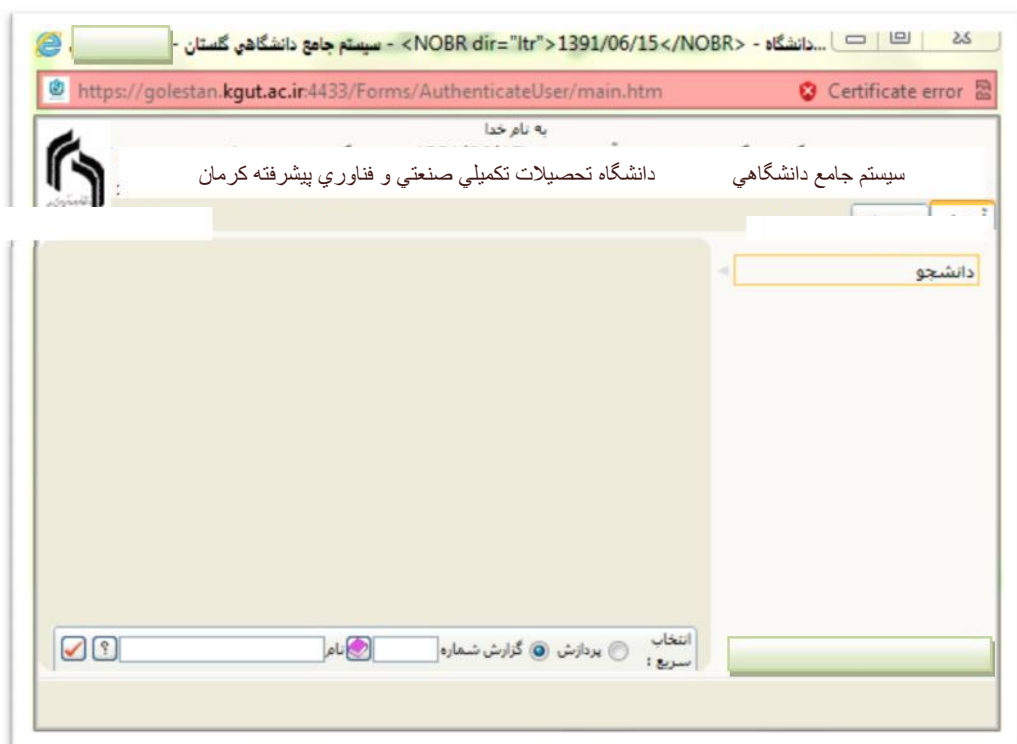 ...دانشگاه - <NOBR dir="ltr">1391/06/15</NOBR> - سيستم جامع دانشگاهي گلستان -
https://golestan.kgut.ac.ir:4433/Forms/AuthenticateUser/main.htm Certificate error
به نام خدا
سيستم جامع دانشگاهي دانشگاه تحصيلات تكميلي صنعتي و فناوري پيشرفته كرمان
دانشجو
انتخاب سريع : پردازش گزارش شماره نام ?